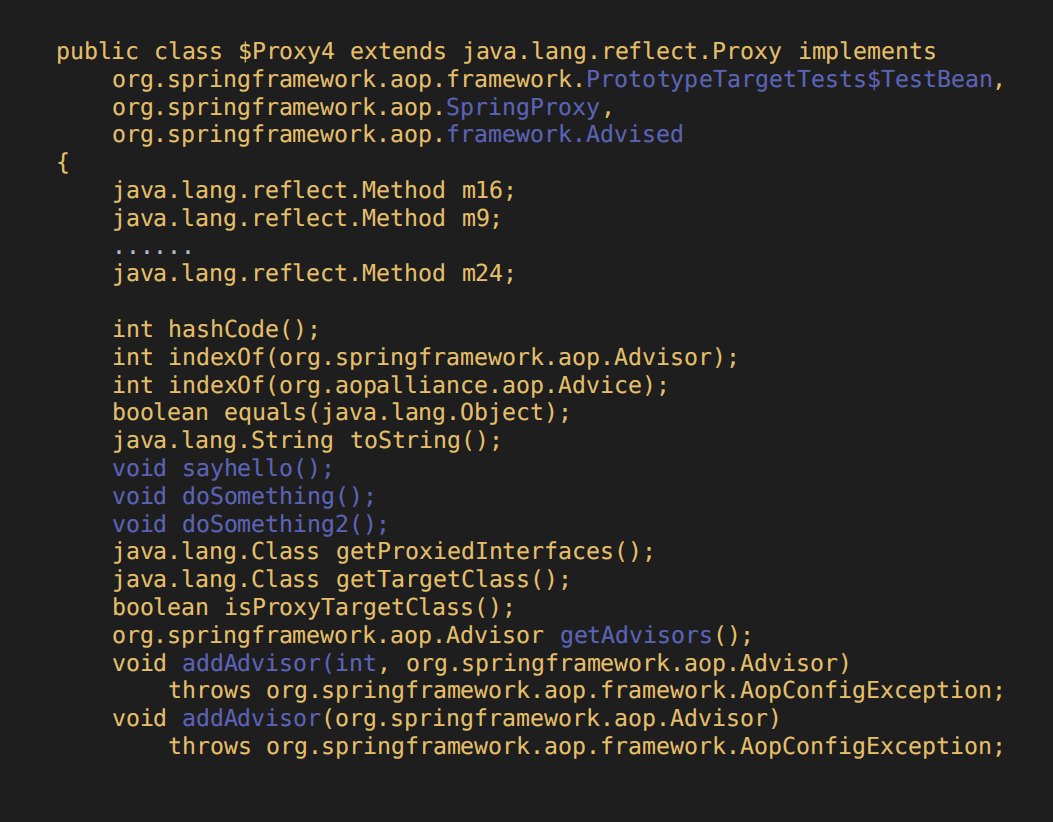 public class $Proxy4 extends java.lang.reflect.Proxy implements
org.springframework.aop.framework.PrototypeTargetTests$TestBean,
org.springframework.aop.SpringProxy,
org.springframework.aop.framework.Advised
{
java.lang.reflect.Method m16;
java.lang.reflect.Method m9;
......
java.lang.reflect.Method m24;
int hashCode();
int indexOf(org.springframework.aop.Advisor);
int indexOf(org.aopalliance.aop.Advice);
boolean equals(java.lang.Object);
java.lang.String toString();
void sayhello();
void doSomething();
void doSomething2();
java.lang.Class getProxiedInterfaces();
java.lang.Class getTargetClass();
boolean isProxyTargetClass();
org.springframework.aop.Advisor getAdvisors();
void addAdvisor(int, org.springframework.aop.Advisor)
throws org.springframework.aop.framework.AopConfigException;
void addAdvisor(org.springframework.aop.Advisor)
throws org.springframework.aop.framework.AopConfigException;